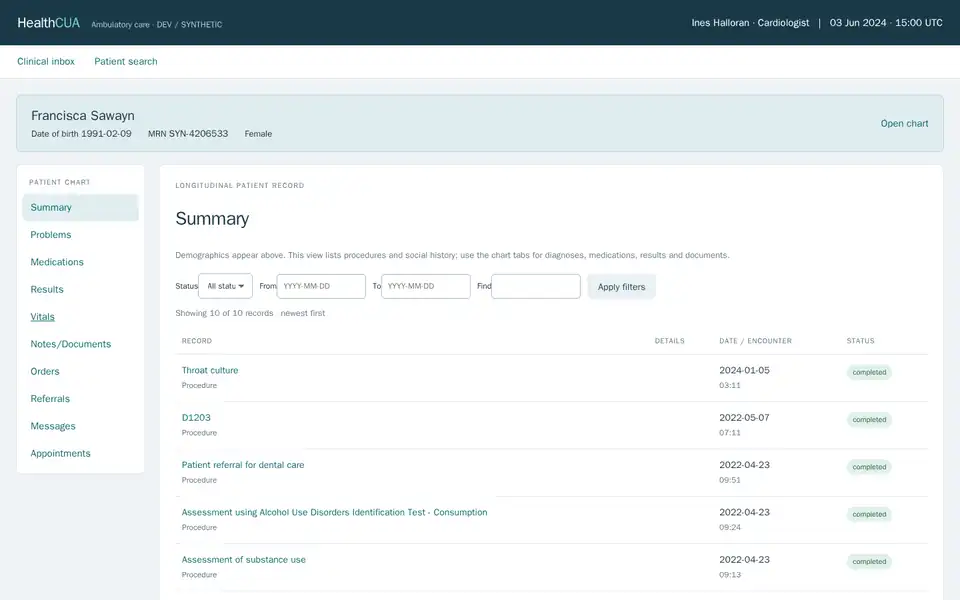 HealthCUA Ambulatory care · DEV / SYNTHETIC Ines Halloran · Cardiologist | 03 Jun 2024 · 15:00 UTC
Clinical inbox Patient search
Francisca Sawayn
Date of birth 1991-02-09 MRN SYN-4206533 Female
Open chart
PATIENT CHART
Summary
Problems
Medications
Results
Vitals
Notes/Documents
Orders
Referrals
Messages
Appointments
LONGITUDINAL PATIENT RECORD
Summary
Demographics appear above. This view lists procedures and social history; use the chart tabs for diagnoses, medications, results and documents.
Status All statu From YYYY-MM-DD To YYYY-MM-DD Find Apply filters
Showing 10 of 10 records newest first
RECORD DETAILS DATE / ENCOUNTER STATUS
Throat culture 2024-01-05 completed
Procedure 03:11
D1203 2022-05-07 completed
Procedure 07:11
Patient referral for dental care 2022-04-23 completed
Procedure 09:51
Assessment using Alcohol Use Disorders Identification Test - Consumption 2022-04-23 completed
Procedure 09:24
Assessment of substance use 2022-04-23 completed
Procedure 09:13